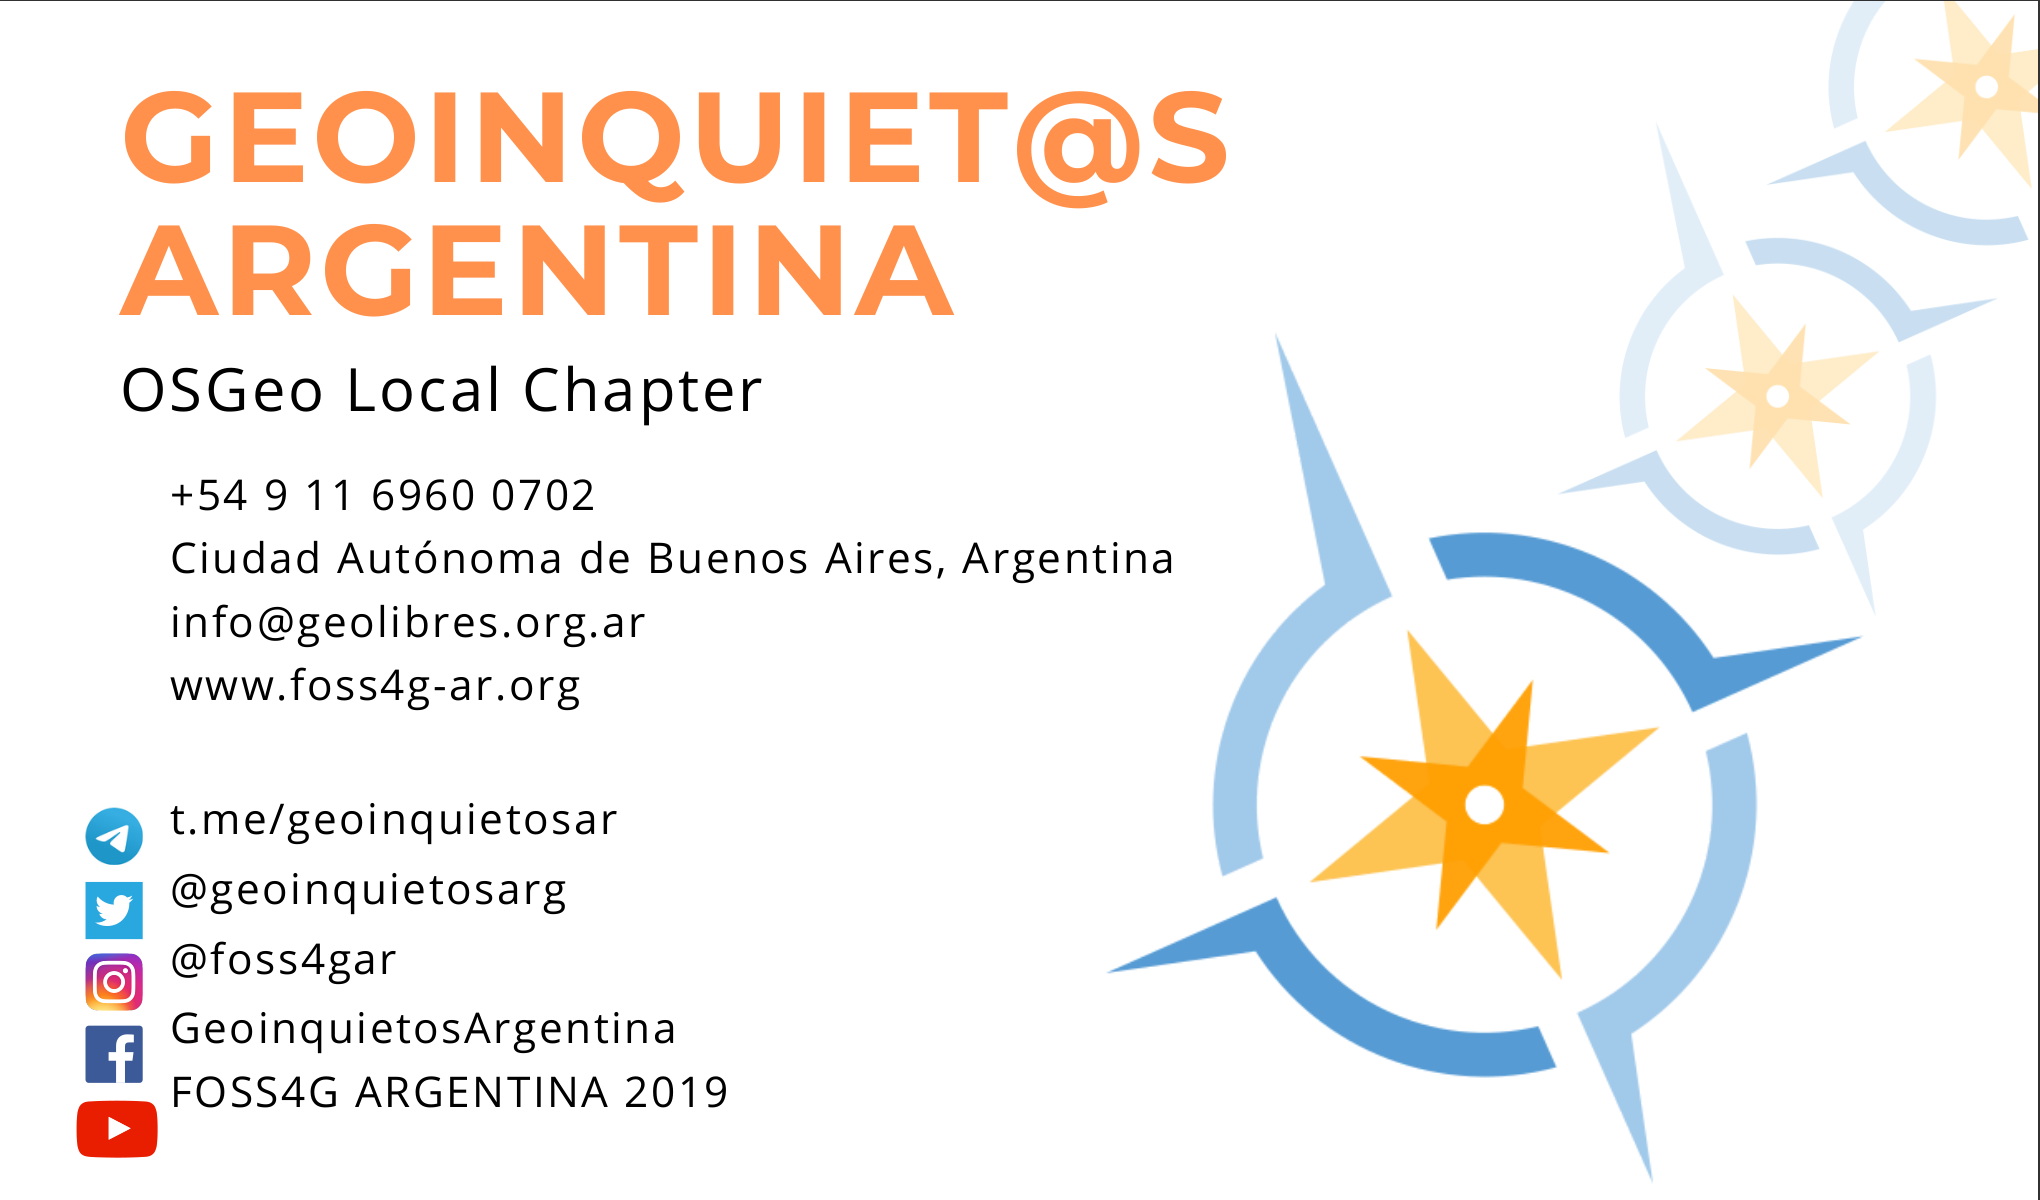 GEOINQUIET@S
ARGENTINA
OSGeo Local Chapter
+54 9 11 6960 0702
Ciudad Autónoma de Buenos Aires, Argentina
info@geolibres.org.ar
www.foss4g-ar.org
t.me/geoinquietosar
@geoinquietosarg
@foss4gar
GeoinquietosArgentina
FOSS4G ARGENTINA 2019